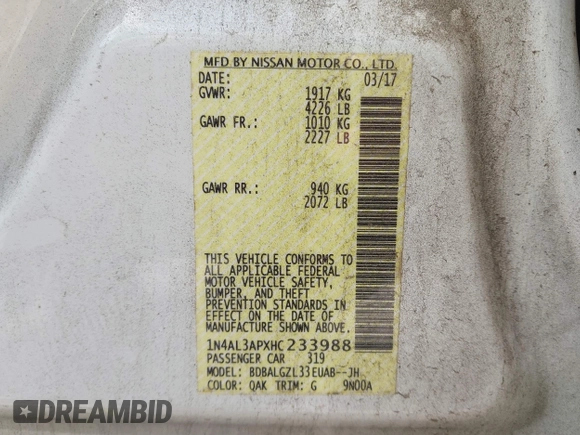 MFD BY NISSAN MOTOR CO., LTD.
DATE: 03/17
GVWR: 1917 KG
4226 LB
GAWR FR.: 1010 KG
2227 LB
GAWR RR.: 940 KG
2072 LB
THIS VEHICLE CONFORMS TO
ALL APPLICABLE FEDERAL
MOTOR VEHICLE SAFETY,
BUMPER, AND THEFT
PREVENTION STANDARDS IN
EFFECT ON THE DATE OF
MANUFACTURE SHOWN ABOVE.
1N4AL3APXHC233988
PASSENGER CAR 319
MODEL: BDBALGZL33EUAB--JH
COLOR: QAK TRIM: G 9N00A
DREAMBID